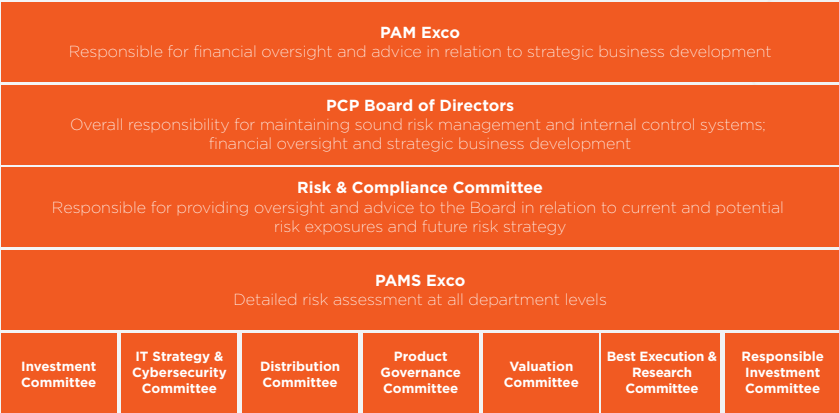 PAM Exco
Responsible for financial oversight and advice in relation to strategic business development
PCP Board of Directors
Overall responsibility for maintaining sound risk management and internal control systems;
financial oversight and strategic business development
Risk & Compliance Committee
Responsible for providing oversight and advice to the Board in relation to current and potential
risk exposures and future risk strategy
PAMS Exco
Detailed risk assessment at all department levels
Investment
Committee
IT Strategy &
Cybersecurity
Committee
Distribution
Committee
Product
Governance
Committee
Valuation
Committee
Best Execution &
Research
Committee
Responsible
Investment
Committee